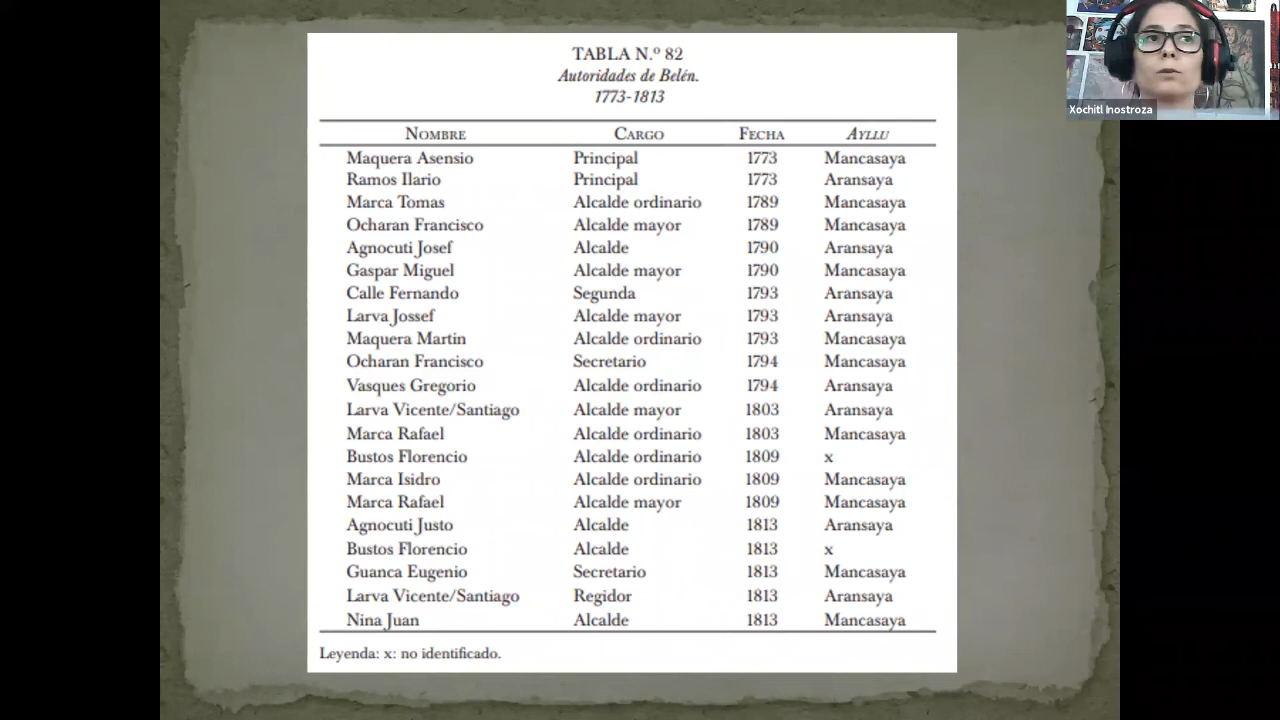 TABLA N.º 82
Autoridades de Belén.
1773-1813
NOMBRE CARGO FECHA AYLLU
Maquera Asensio Principal 1773 Mancasaya
Ramos Ilario Principal 1773 Aransaya
Marca Tomas Alcalde ordinario 1789 Mancasaya
Ocharan Francisco Alcalde mayor 1789 Mancasaya
Agnocuti Josef Alcalde 1790 Aransaya
Gaspar Miguel Alcalde mayor 1790 Mancasaya
Calle Fernando Segunda 1793 Aransaya
Larva Jossef Alcalde mayor 1793 Aransaya
Maquera Martin Alcalde ordinario 1793 Mancasaya
Ocharan Francisco Secretario 1794 Mancasaya
Vasques Gregorio Alcalde ordinario 1794 Aransaya
Larva Vicente/Santiago Alcalde mayor 1803 Aransaya
Marca Rafael Alcalde ordinario 1803 Mancasaya
Bustos Florencio Alcalde ordinario 1809 x
Marca Isidro Alcalde ordinario 1809 Mancasaya
Marca Rafael Alcalde mayor 1809 Mancasaya
Agnocuti Justo Alcalde 1813 Aransaya
Bustos Florencio Alcalde 1813 x
Guanca Eugenio Secretario 1813 Mancasaya
Larva Vicente/Santiago Regidor 1813 Aransaya
Nina Juan Alcalde 1813 Mancasaya
Leyenda: x: no identificado.
Xochitl Inostroza